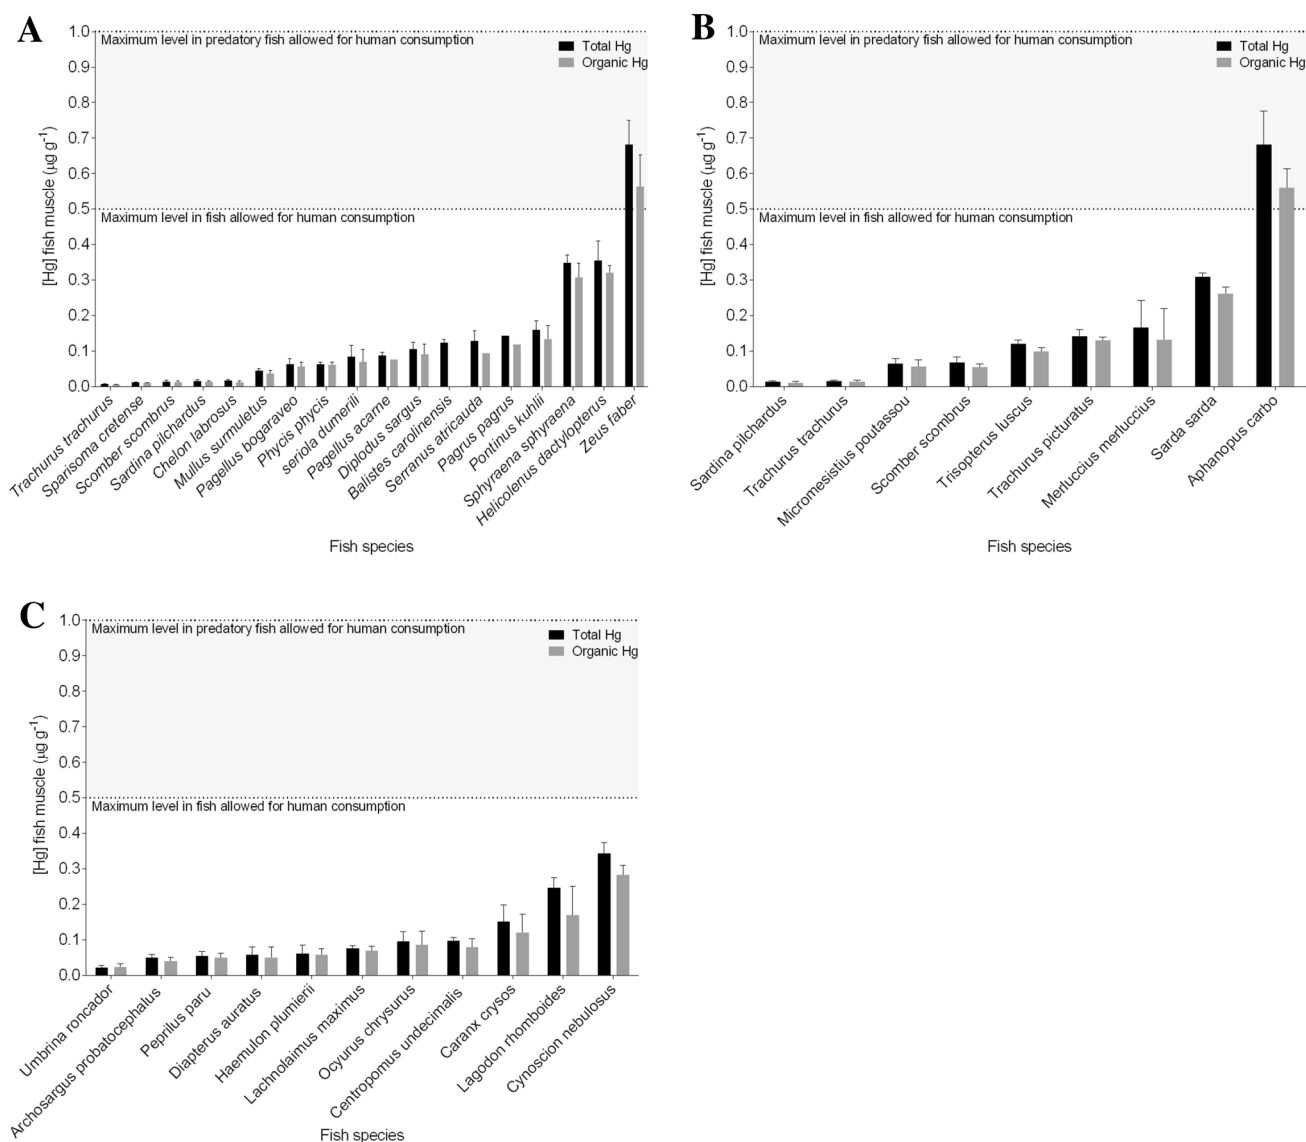 A
1.0
0.9
0.8
0.7
0.6
0.5
0.4
0.3
0.2
0.1
0.0
[Hg] fish muscle (µg g-1)
Maximum level in predatory fish allowed for human consumption
Total Hg
Organic Hg
Maximum level in fish allowed for human consumption
Trachurus trachurus
Sparisoma cretense
Scomber scombrus
Sardina pilchardus
Chelon labrosus
Mullus surmuletus
Pagellus bogaraveo
Phycis phycis
seriola dumerili
Pagellus acarne
Diplodus sargus
Balistes carolinensis
Serranus atricauda
Pagrus pagrus
Pontinus kuhlii
Sphyraena sphyraena
Helicolenus dactylopterus
Zeus faber
Fish species
B
1.0
0.9
0.8
0.7
0.6
0.5
0.4
0.3
0.2
0.1
0.0
[Hg] fish muscle (µg g-1)
Maximum level in predatory fish allowed for human consumption
Total Hg
Organic Hg
Maximum level in fish allowed for human consumption
Sardina pilchardus
Trachurus trachurus
Micromesistius poutassou
Scomber scombrus
Trisopterus luscus
Trachurus picturatus
Merluccius merluccius
Sarda sarda
Aphanopus carbo
Fish species
C
1.0
0.9
0.8
0.7
0.6
0.5
0.4
0.3
0.2
0.1
0.0
[Hg] fish muscle (µg g-1)
Maximum level in predatory fish allowed for human consumption
Total Hg
Organic Hg
Maximum level in fish allowed for human consumption
Umbrina roncador
Archosargus probatocephalus
Peprilus paru
Diapterus auratus
Haemulon plumierii
Lachnolaimus maximus
Ocyurus chrysurus
Centropomus undecimalis
Caranx crysos
Lagodon rhomboides
Cynoscion nebulosus
Fish species